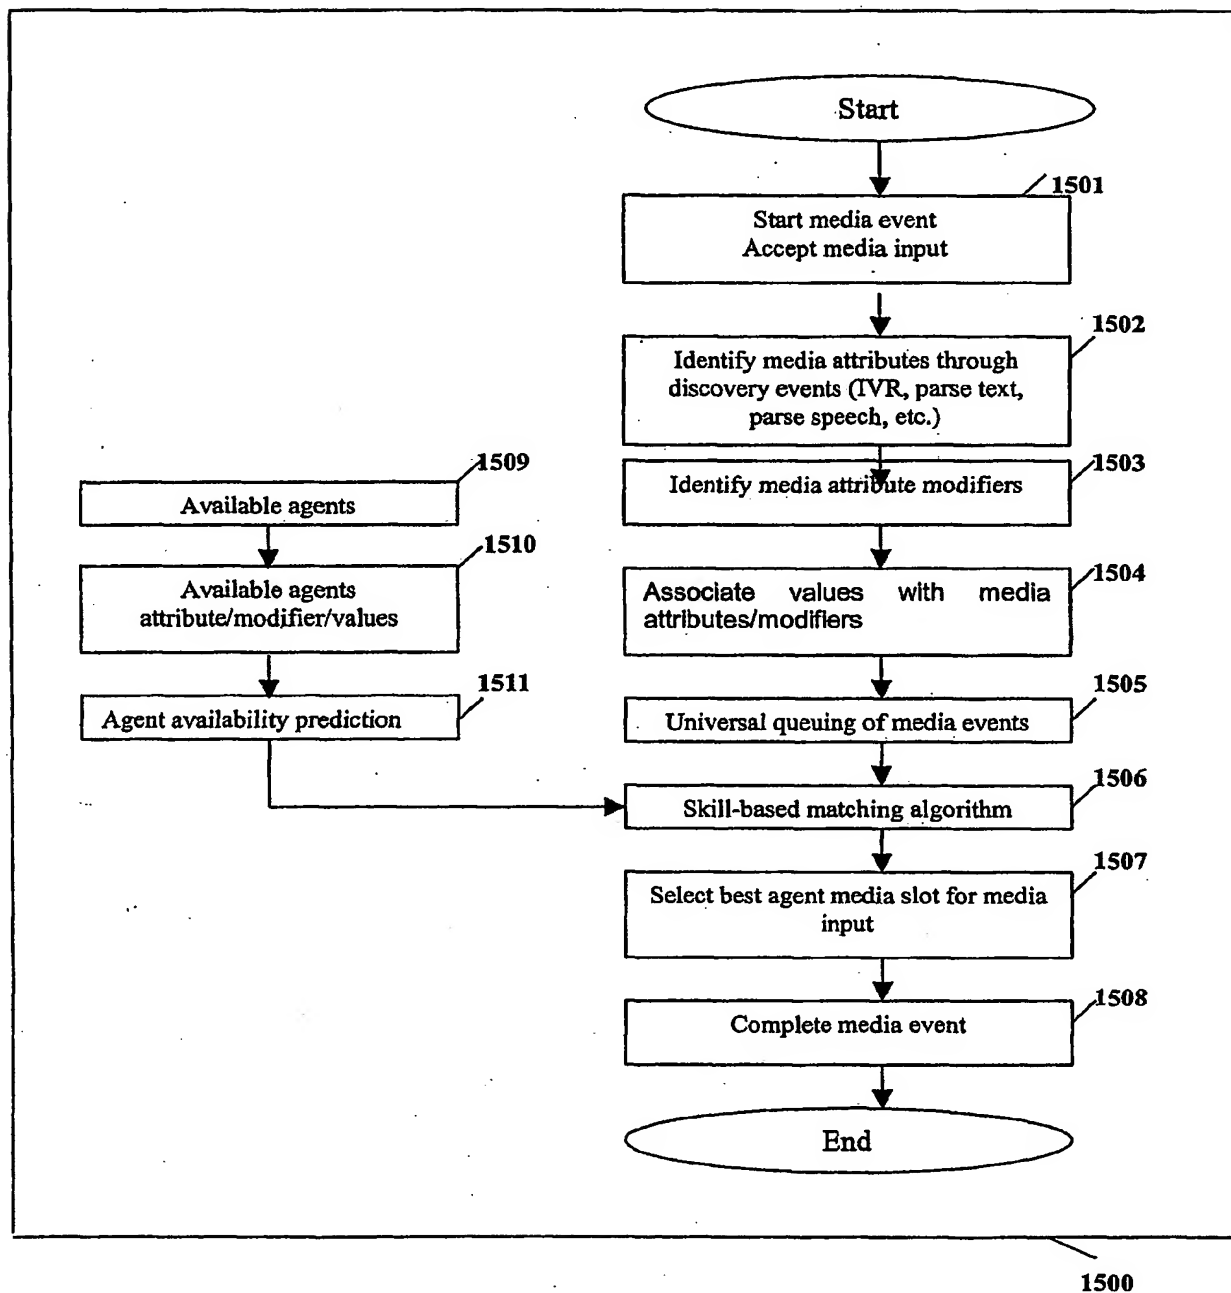 Start
1501
Start media event
Accept media input
1502
Identify media attributes through
discovery events (IVR, parse text,
parse speech, etc.)
1503
Identify media attribute modifiers
1509
Available agents
1510
Available agents
attribute/modifier/values
1504
Associate values with media
attributes/modifiers
1511
Agent availability prediction
1505
Universal queuing of media events
1506
Skill-based matching algorithm
1507
Select best agent media slot for media
input
1508
Complete media event
End
1500